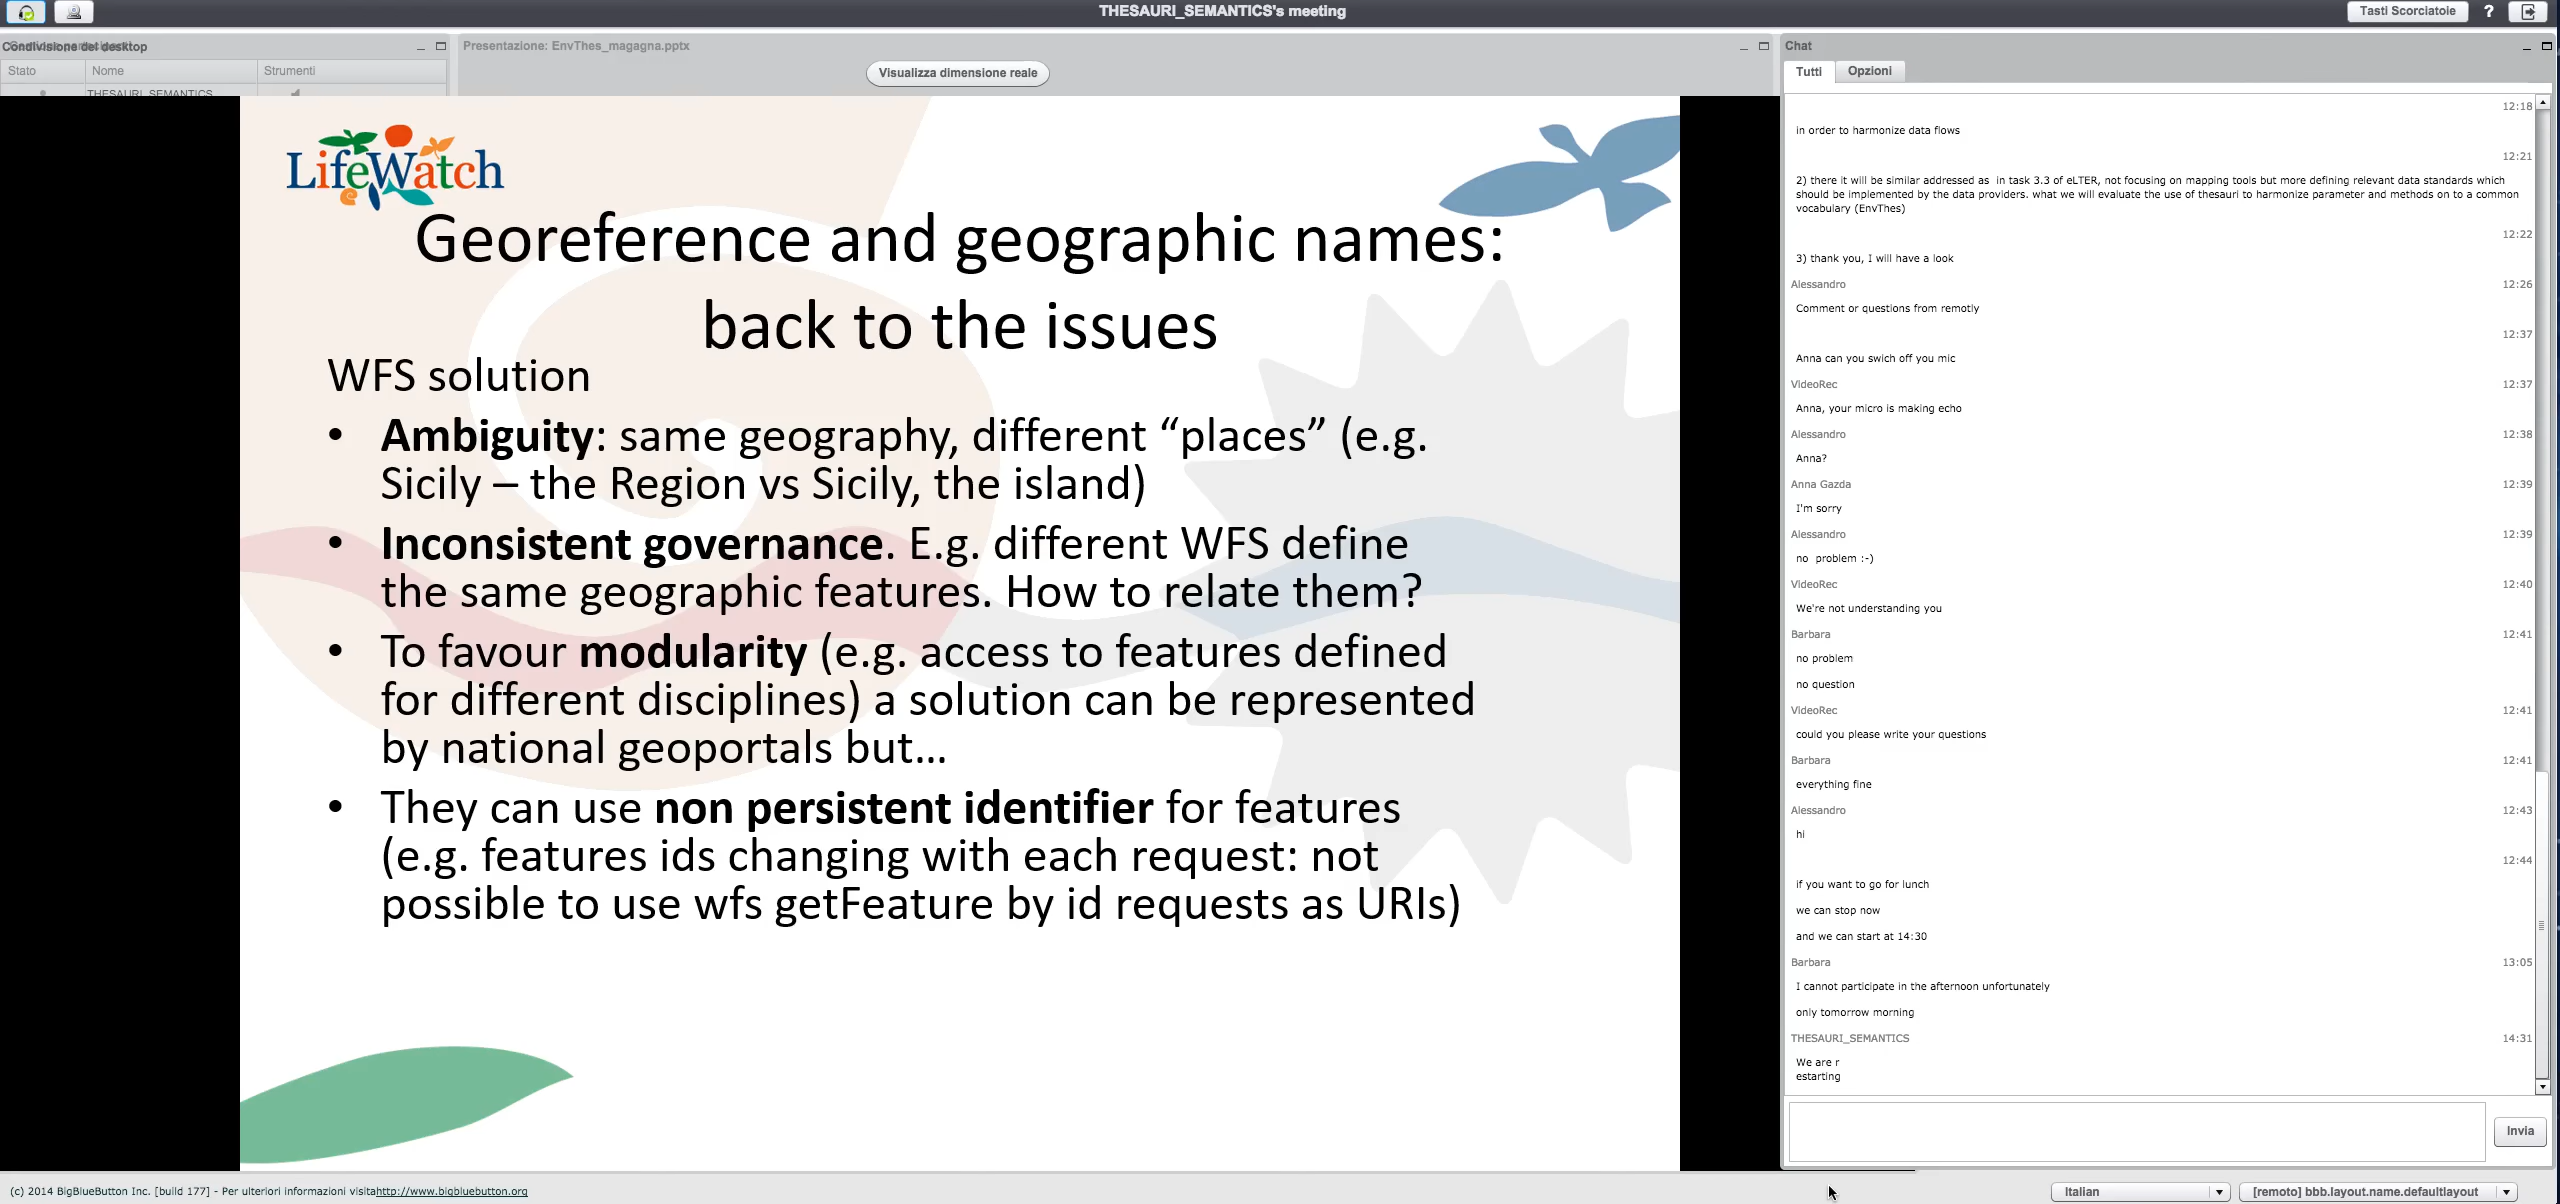 THESAURI_SEMANTICS's meeting
Tasti Scorciatoie
?
Condivisione del desktop
Presentazione: EnvThes_magagna.pptx
Chat
Stato
Nome
Strumenti
Visualizza dimensione reale
Tutti
Opzioni
THESAURI_SEMANTICS
LifeWatch
Georeference and geographic names:
back to the issues
WFS solution
• Ambiguity: same geography, different “places” (e.g.
Sicily – the Region vs Sicily, the island)
• Inconsistent governance. E.g. different WFS define
the same geographic features. How to relate them?
• To favour modularity (e.g. access to features defined
for different disciplines) a solution can be represented
by national geoportals but...
• They can use non persistent identifier for features
(e.g. features ids changing with each request: not
possible to use wfs getFeature by id requests as URIs)
12:18
in order to harmonize data flows
12:21
2) there it will be similar addressed as  in task 3.3 of eLTER, not focusing on mapping tools but more defining relevant data standards which
should be implemented by the data providers. what we will evaluate the use of thesauri to harmonize parameter and methods on to a common
vocabulary (EnvThes)
12:22
3) thank you, I will have a look
Alessandro 12:26
Comment or questions from remotly
12:37
Anna can you swich off you mic
VideoRec 12:37
Anna, your micro is making echo
Alessandro 12:38
Anna?
Anna Gazda 12:39
I'm sorry
Alessandro 12:39
no  problem :-)
VideoRec 12:40
We're not understanding you
Barbara 12:41
no problem
no question
VideoRec 12:41
could you please write your questions
Barbara 12:41
everything fine
Alessandro 12:43
hi
12:44
if you want to go for lunch
we can stop now
and we can start at 14:30
Barbara 13:05
I cannot participate in the afternoon unfortunately
only tomorrow morning
THESAURI_SEMANTICS 14:31
We are r
estarting
Invia
(c) 2014 BigBlueButton Inc. [build 177] - Per ulteriori informazioni visitahttp://www.bigbluebutton.org
Italian
[remoto] bbb.layout.name.defaultlayout